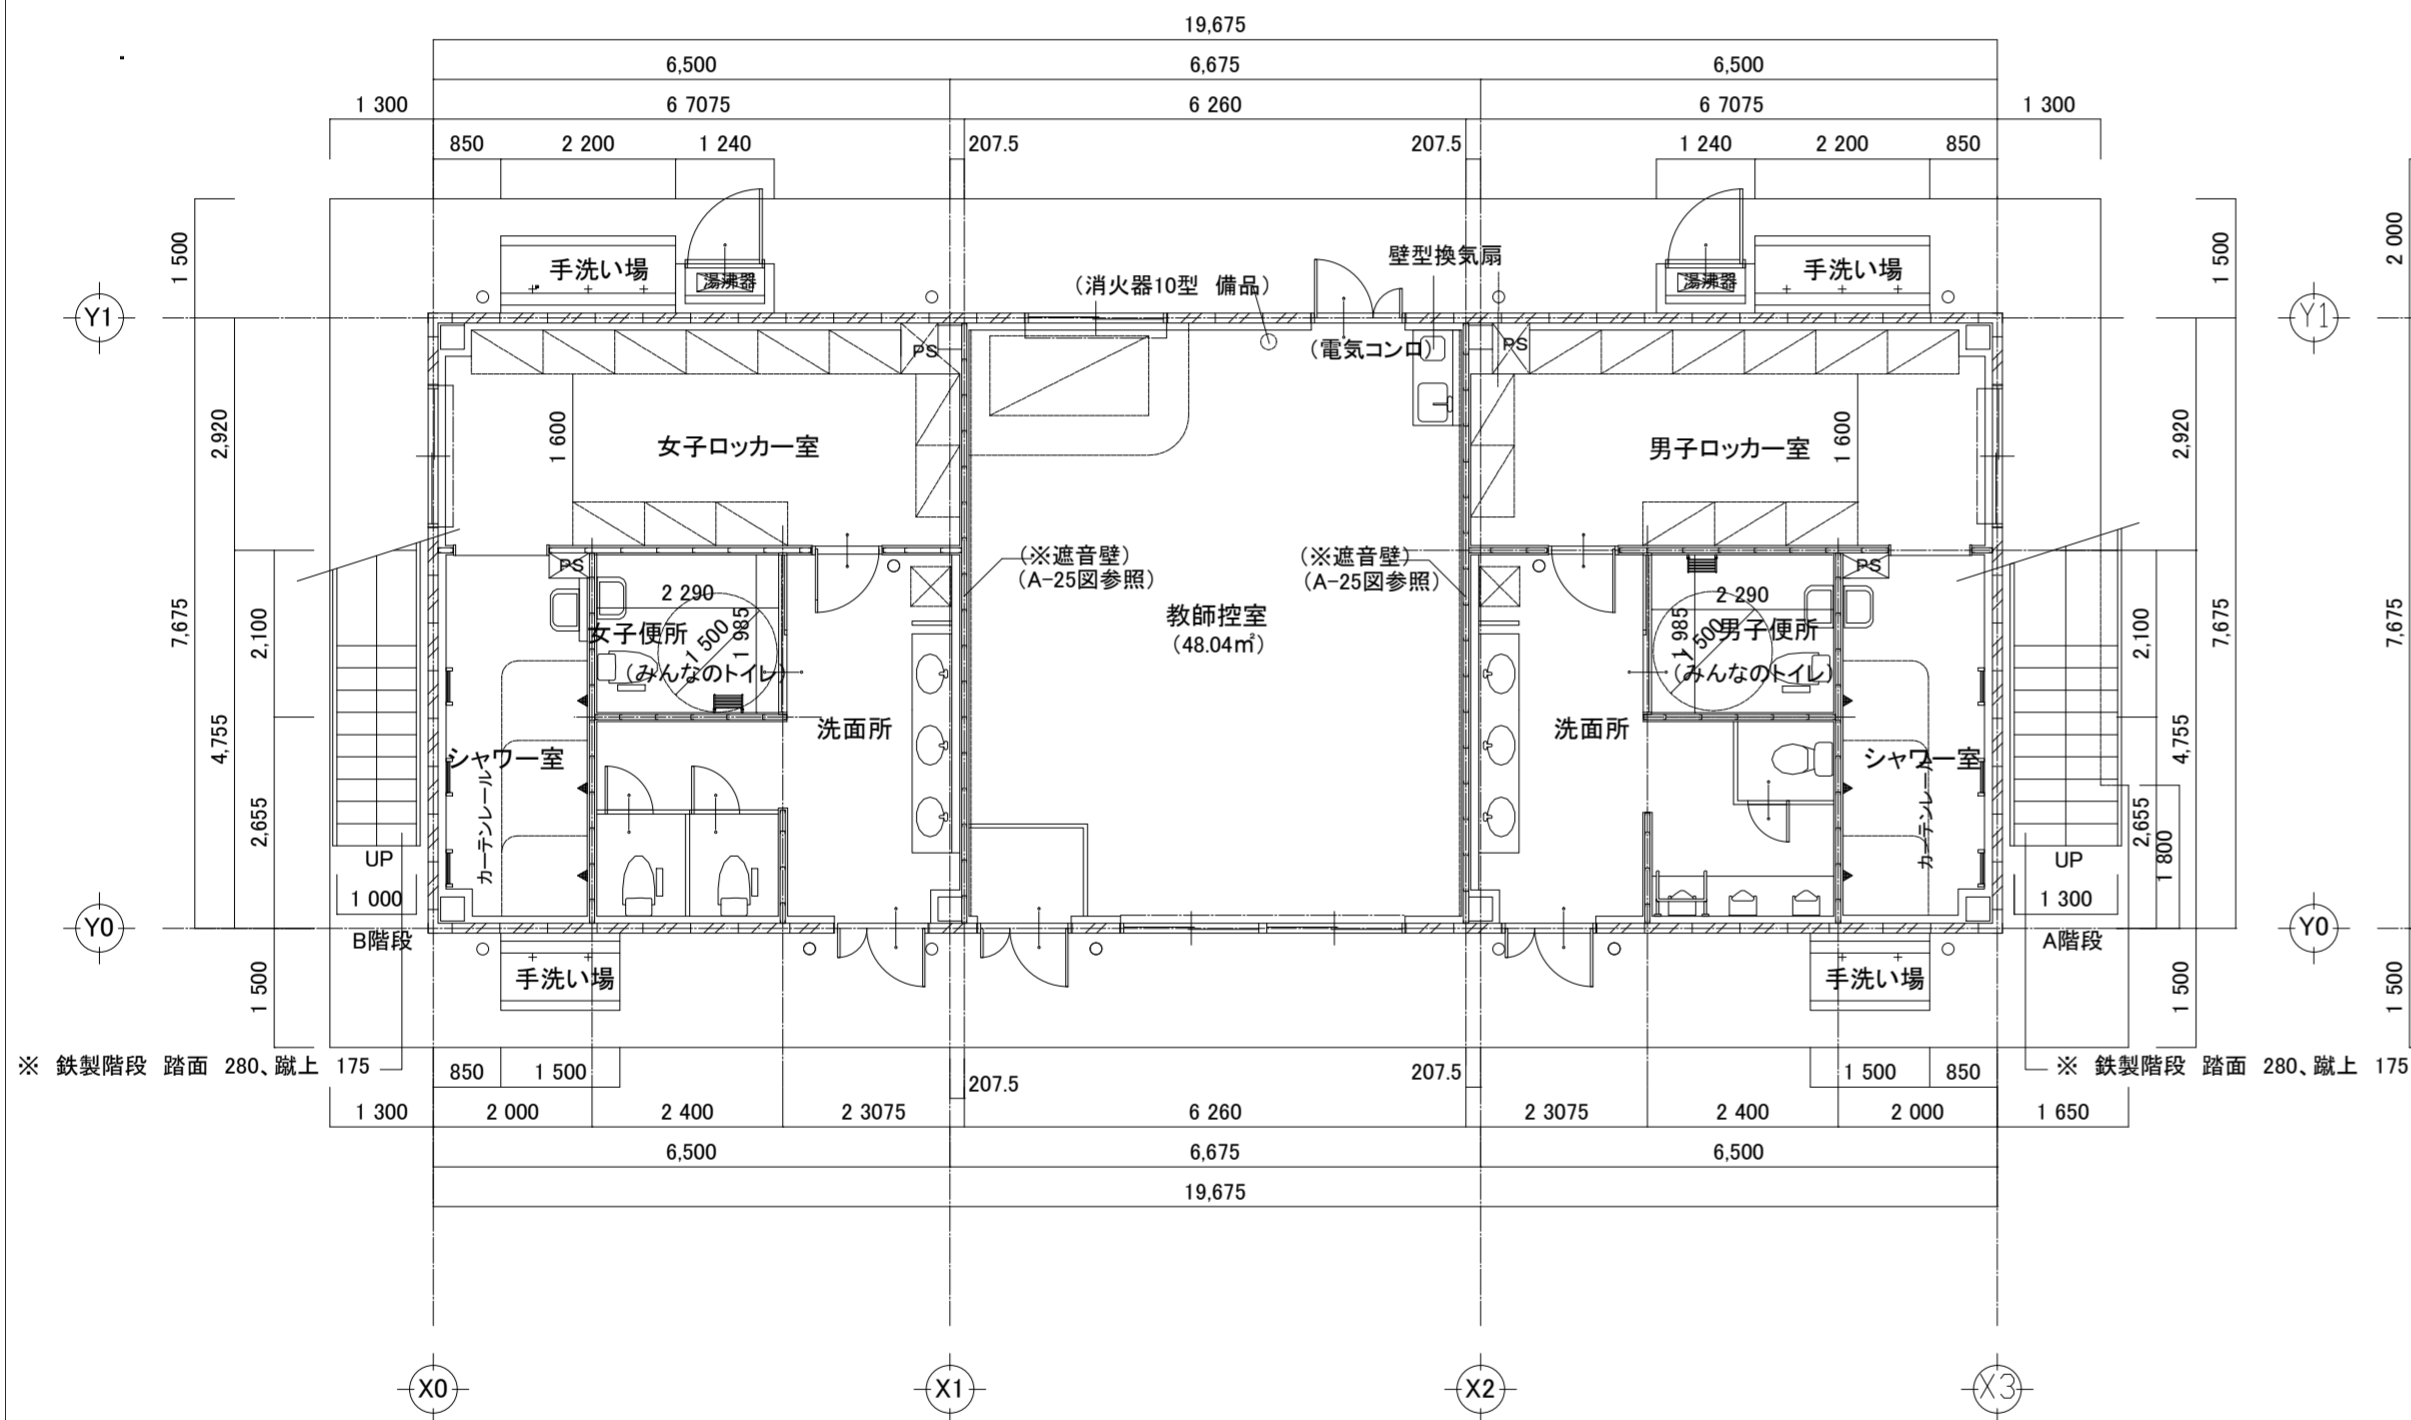 19,675
6,500 6,675 6,500
1 300 6 7075 6 260 6 7075 1 300
850 2 200 1 240 207.5 207.5 1 240 2 200 850
1 500 1 500 2 000
手洗い場 湯沸器 (消火器10型 備品) 壁型換気扇 湯沸器 手洗い場
Y1 Y1
PS (電気コンロ) PS
2,920 1 600 女子ロッカー室 男子ロッカー室 1 600 2,920
PS (※遮音壁) (※遮音壁) PS
(A-25図参照) (A-25図参照)
7,675 2,100 2 290 1 985 1 500 教師控室 2 290 1 985 1 500 2,100 7,675 7,675
女子便所 (48.04㎡) 男子便所
(みんなのトイレ) (みんなのトイレ)
4,755 シャワー室 洗面所 洗面所 シャワー室 4,755
2,655 カーテンレール カーテンレール 2,655 1 800
UP UP
1 000 1 300
Y0 B階段 A階段 Y0
1 500 手洗い場 手洗い場 1 500 1 500
※ 鉄製階段 踏面 280、蹴上 175 ※ 鉄製階段 踏面 280、蹴上 175
850 1 500 207.5 207.5 1 500 850
1 300 2 000 2 400 2 3075 6 260 2 3075 2 400 2 000 1 650
6,500 6,675 6,500
19,675
X0 X1 X2 X3